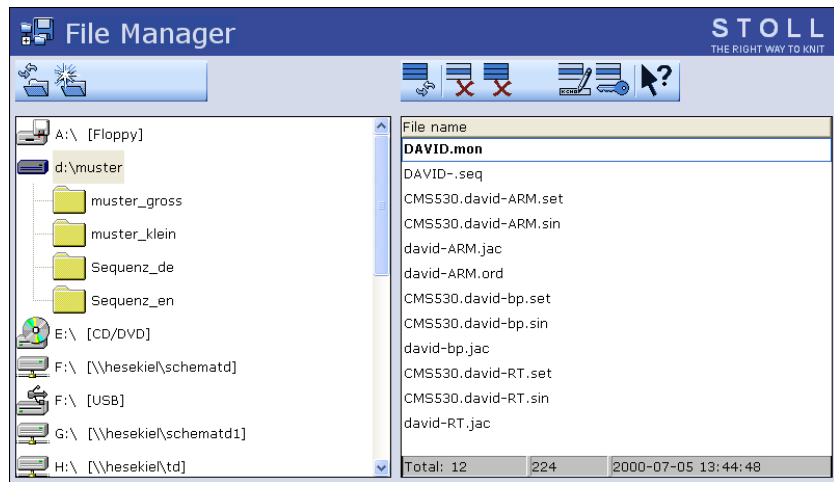 File Manager
STOLL
THE RIGHT WAY TO KNIT
A:\ [Floppy]
d:\muster
muster_gross
muster_klein
Sequenz_de
Sequenz_en
E:\ [CD/DVD]
F:\ [\\hesekiel\schematd]
F:\ [USB]
G:\ [\\hesekiel\schematd1]
H:\ [\\hesekiel\td]
File name
DAVID.mon
DAVID-.seq
CMS530.david-ARM.set
CMS530.david-ARM.sin
david-ARM.jac
david-ARM.ord
CMS530.david-bp.set
CMS530.david-bp.sin
david-bp.jac
CMS530.david-RT.set
CMS530.david-RT.sin
david-RT.jac
Total: 12 224 2000-07-05 13:44:48